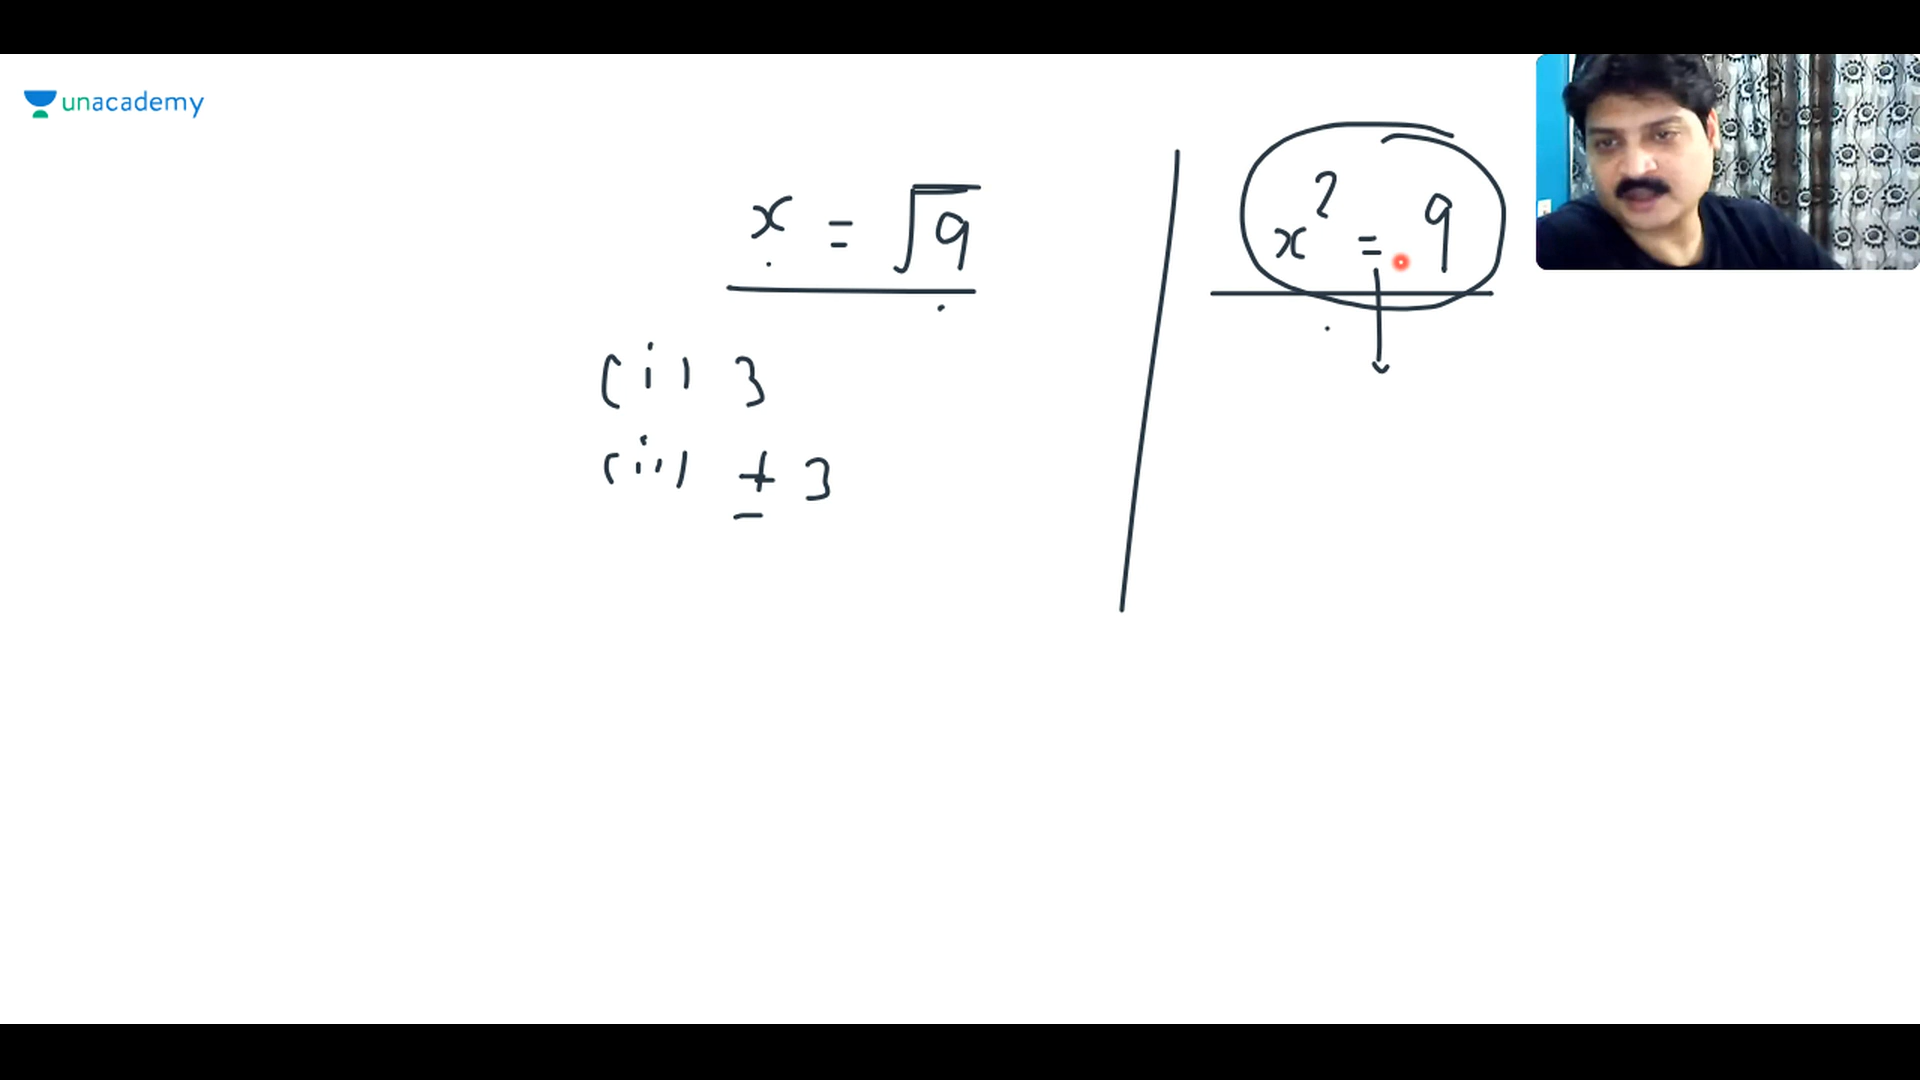 unacademy
x = √9
(i) 3
(ii) ± 3
x² = 9